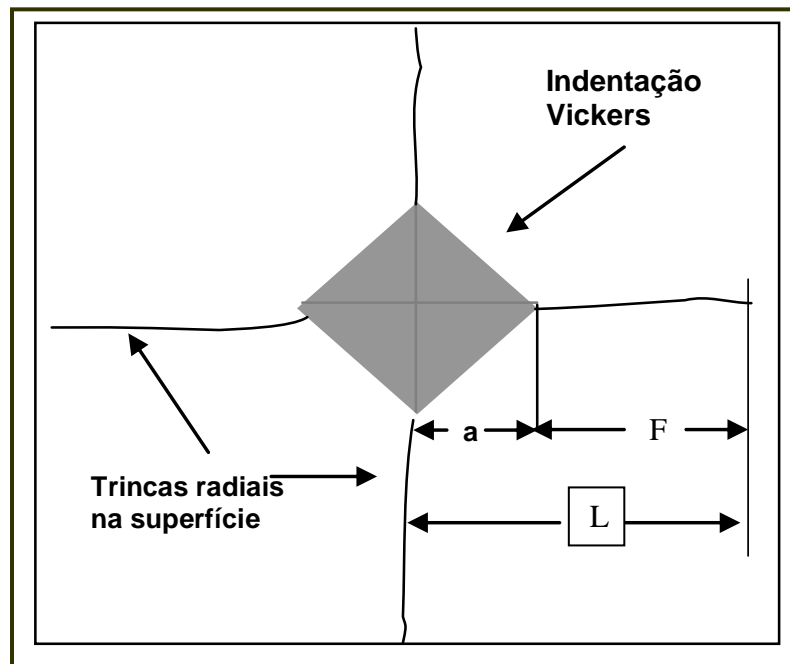 Indentação
Vickers
a
F
Trincas radiais
na superfície
L